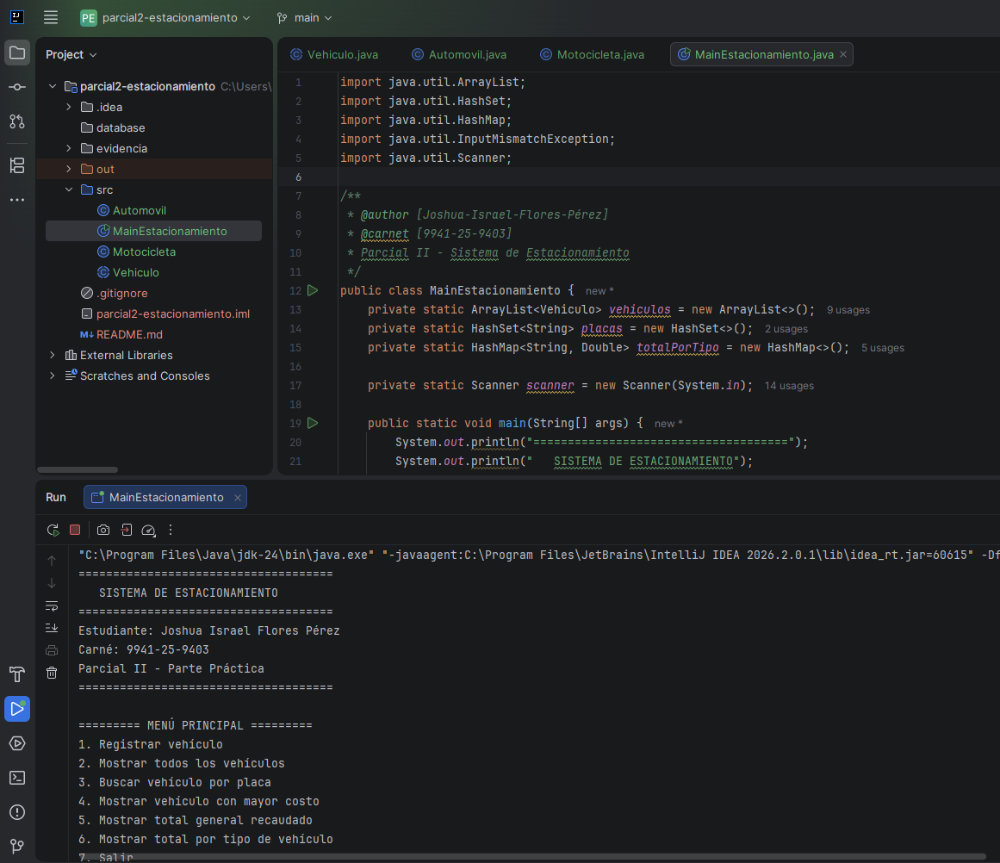 PE parcial2-estacionamiento main
Project
parcial2-estacionamiento C:\Users\
.idea
database
evidencia
out
src
Automovil
MainEstacionamiento
Motocicleta
Vehiculo
.gitignore
parcial2-estacionamiento.iml
M↓ README.md
External Libraries
Scratches and Consoles
Vehiculo.java Automovil.java Motocicleta.java MainEstacionamiento.java
1 import java.util.ArrayList;
2 import java.util.HashSet;
3 import java.util.HashMap;
4 import java.util.InputMismatchException;
5 import java.util.Scanner;
6
7 /**
8 * @author [Joshua-Israel-Flores-Pérez]
9 * @carnet [9941-25-9403]
10 * Parcial II - Sistema de Estacionamiento
11 */
12 public class MainEstacionamiento { new *
13 private static ArrayList<Vehiculo> vehiculos = new ArrayList<>(); 9 usages
14 private static HashSet<String> placas = new HashSet<>(); 2 usages
15 private static HashMap<String, Double> totalPorTipo = new HashMap<>(); 5 usages
16
17 private static Scanner scanner = new Scanner(System.in); 14 usages
18
19 public static void main(String[] args) { new *
20 System.out.println("=====================================");
21 System.out.println("   SISTEMA DE ESTACIONAMIENTO");
Run MainEstacionamiento
"C:\Program Files\Java\jdk-24\bin\java.exe" "-javaagent:C:\Program Files\JetBrains\IntelliJ IDEA 2026.2.0.1\lib\idea_rt.jar=60615" -Df
=====================================
SISTEMA DE ESTACIONAMIENTO
=====================================
Estudiante: Joshua Israel Flores Pérez
Carné: 9941-25-9403
Parcial II - Parte Práctica
=====================================
========= MENÚ PRINCIPAL =========
1. Registrar vehículo
2. Mostrar todos los vehículos
3. Buscar vehículo por placa
4. Mostrar vehículo con mayor costo
5. Mostrar total general recaudado
6. Mostrar total por tipo de vehículo
7. Salir